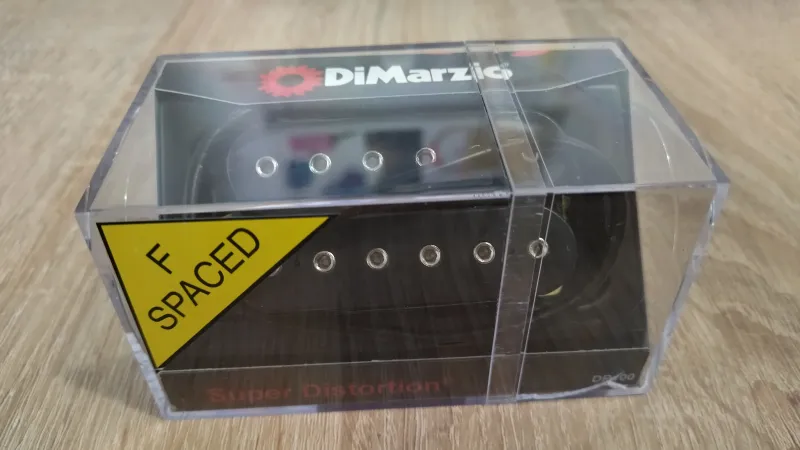 DiMarzio
F
SPACED
Super Distortion